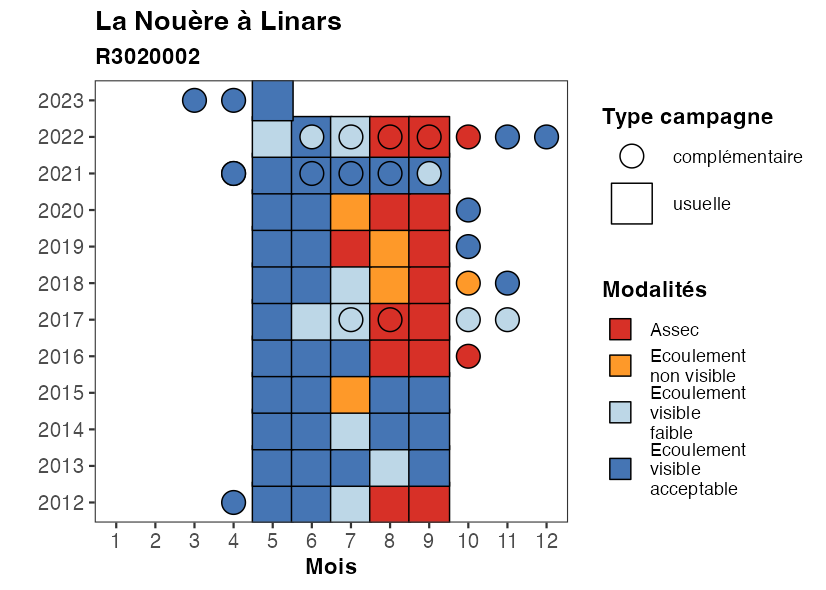 La Nouère à Linars
R3020002
2023
2022
2021
2020
2019
2018
2017
2016
2015
2014
2013
2012
1 2 3 4 5 6 7 8 9 10 11 12
Mois
Type campagne
complémentaire
usuelle
Modalités
Assec
Ecoulement
non visible
Ecoulement
visible
faible
Ecoulement
visible
acceptable